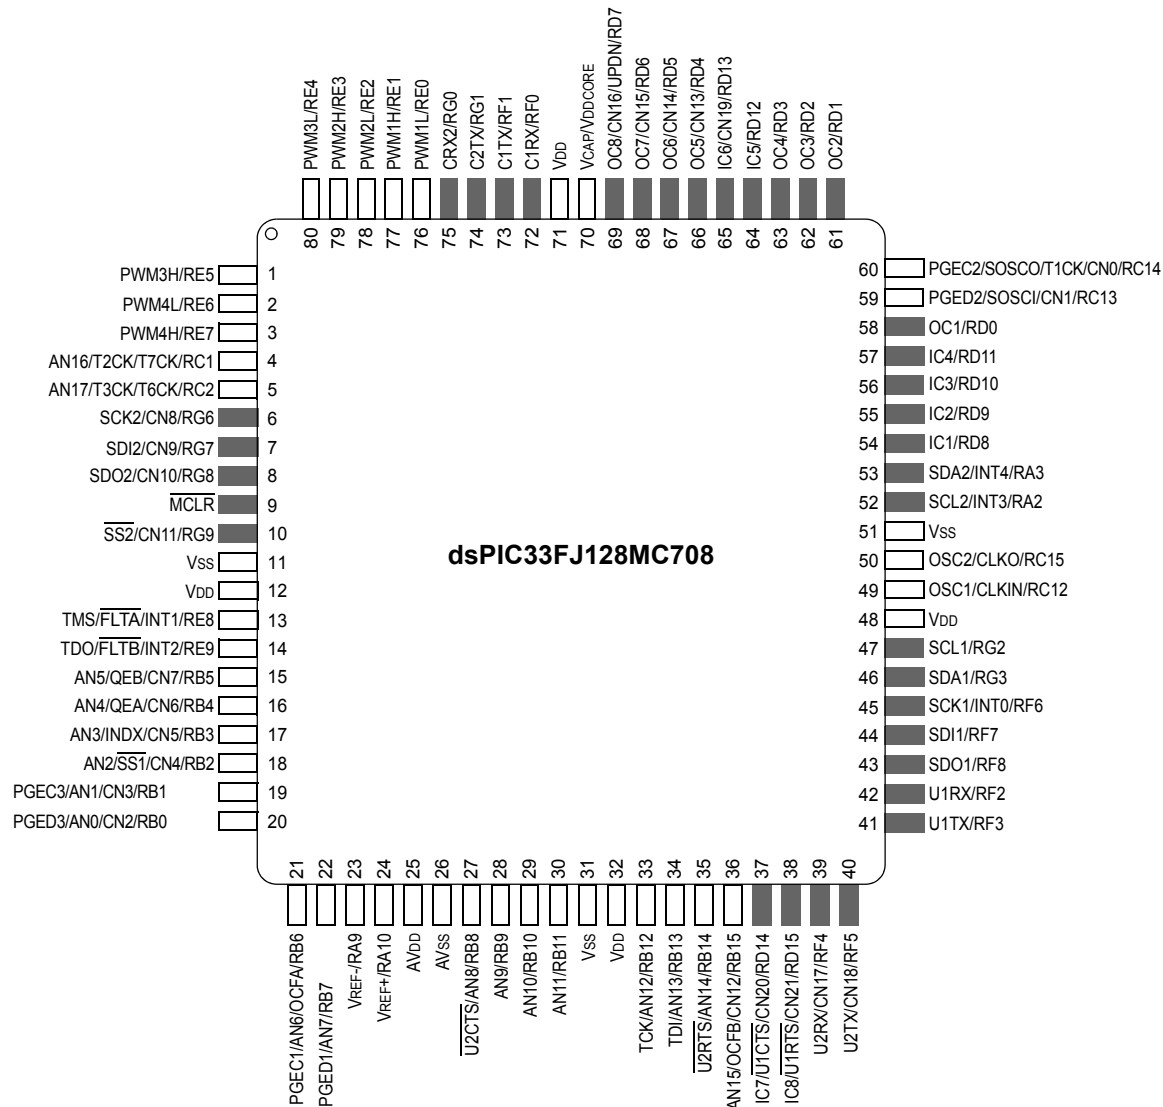 PWM3L/RE4
PWM2H/RE3
PWM2L/RE2
PWM1H/RE1
PWM1L/RE0
CRX2/RG0
C2TX/RG1
C1TX/RF1
C1RX/RF0
VDD
VCAP/VDDCORE
OC8/CN16/UPDN/RD7
OC7/CN15/RD6
OC6/CN14/RD5
OC5/CN13/RD4
IC6/CN19/RD13
IC5/RD12
OC4/RD3
OC3/RD2
OC2/RD1
80
79
78
77
76
75
74
73
72
71
70
69
68
67
66
65
64
63
62
61
PWM3H/RE5 1
PWM4L/RE6 2
PWM4H/RE7 3
AN16/T2CK/T7CK/RC1 4
AN17/T3CK/T6CK/RC2 5
SCK2/CN8/RG6 6
SDI2/CN9/RG7 7
SDO2/CN10/RG8 8
MCLR 9
SS2/CN11/RG9 10
VSS 11
VDD 12
TMS/FLTA/INT1/RE8 13
TDO/FLTB/INT2/RE9 14
AN5/QEB/CN7/RB5 15
AN4/QEA/CN6/RB4 16
AN3/INDX/CN5/RB3 17
AN2/SS1/CN4/RB2 18
PGEC3/AN1/CN3/RB1 19
PGED3/AN0/CN2/RB0 20
dsPIC33FJ128MC708
60 PGEC2/SOSCO/T1CK/CN0/RC14
59 PGED2/SOSCI/CN1/RC13
58 OC1/RD0
57 IC4/RD11
56 IC3/RD10
55 IC2/RD9
54 IC1/RD8
53 SDA2/INT4/RA3
52 SCL2/INT3/RA2
51 VSS
50 OSC2/CLKO/RC15
49 OSC1/CLKIN/RC12
48 VDD
47 SCL1/RG2
46 SDA1/RG3
45 SCK1/INT0/RF6
44 SDI1/RF7
43 SDO1/RF8
42 U1RX/RF2
41 U1TX/RF3
21
22
23
24
25
26
27
28
29
30
31
32
33
34
35
36
37
38
39
40
PGEC1/AN6/OCFA/RB6
PGED1/AN7/RB7
VREF-/RA9
VREF+/RA10
AVDD
AVSS
U2CTS/AN8/RB8
AN9/RB9
AN10/RB10
AN11/RB11
VSS
VDD
TCK/AN12/RB12
TDI/AN13/RB13
U2RTS/AN14/RB14
AN15/OCFB/CN12/RB15
IC7/U1CTS/CN20/RD14
IC8/U1RTS/CN21/RD15
U2RX/CN17/RF4
U2TX/CN18/RF5